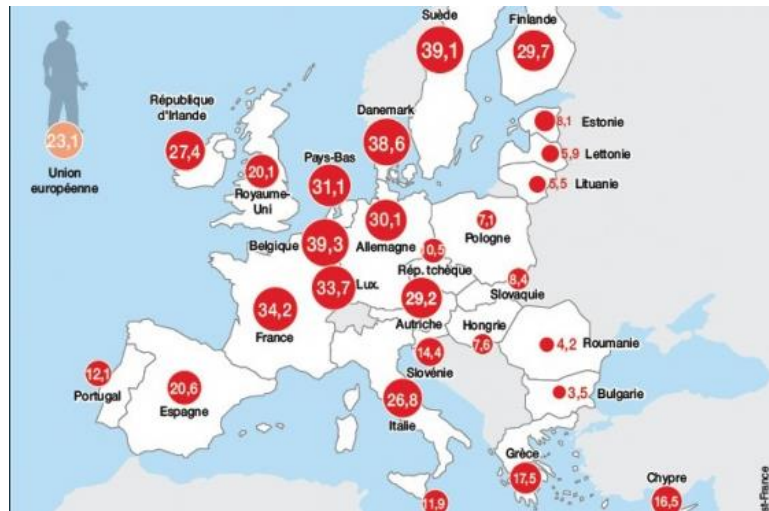 Suède
39,1
Finlande
29,7
23,1
Union
européenne
République
d'Irlande
27,4
20,1
Royaume-
Uni
Danemark
38,6
Pays-Bas
31,1
8,1 Estonie
5,9 Lettonie
5,5 Lituanie
30,1
Allemagne
7,1
Pologne
Belgique 39,3
10,5
Rép. tchèque
8,4
Slovaquie
33,7 Lux.
34,2
France
29,2
Autriche
Hongrie
7,6
14,4
Slovénie
4,2 Roumanie
3,5 Bulgarie
12,1
Portugal
20,6
Espagne
26,8
Italie
Grèce
17,5
Chypre
16,5
11,9
st-France